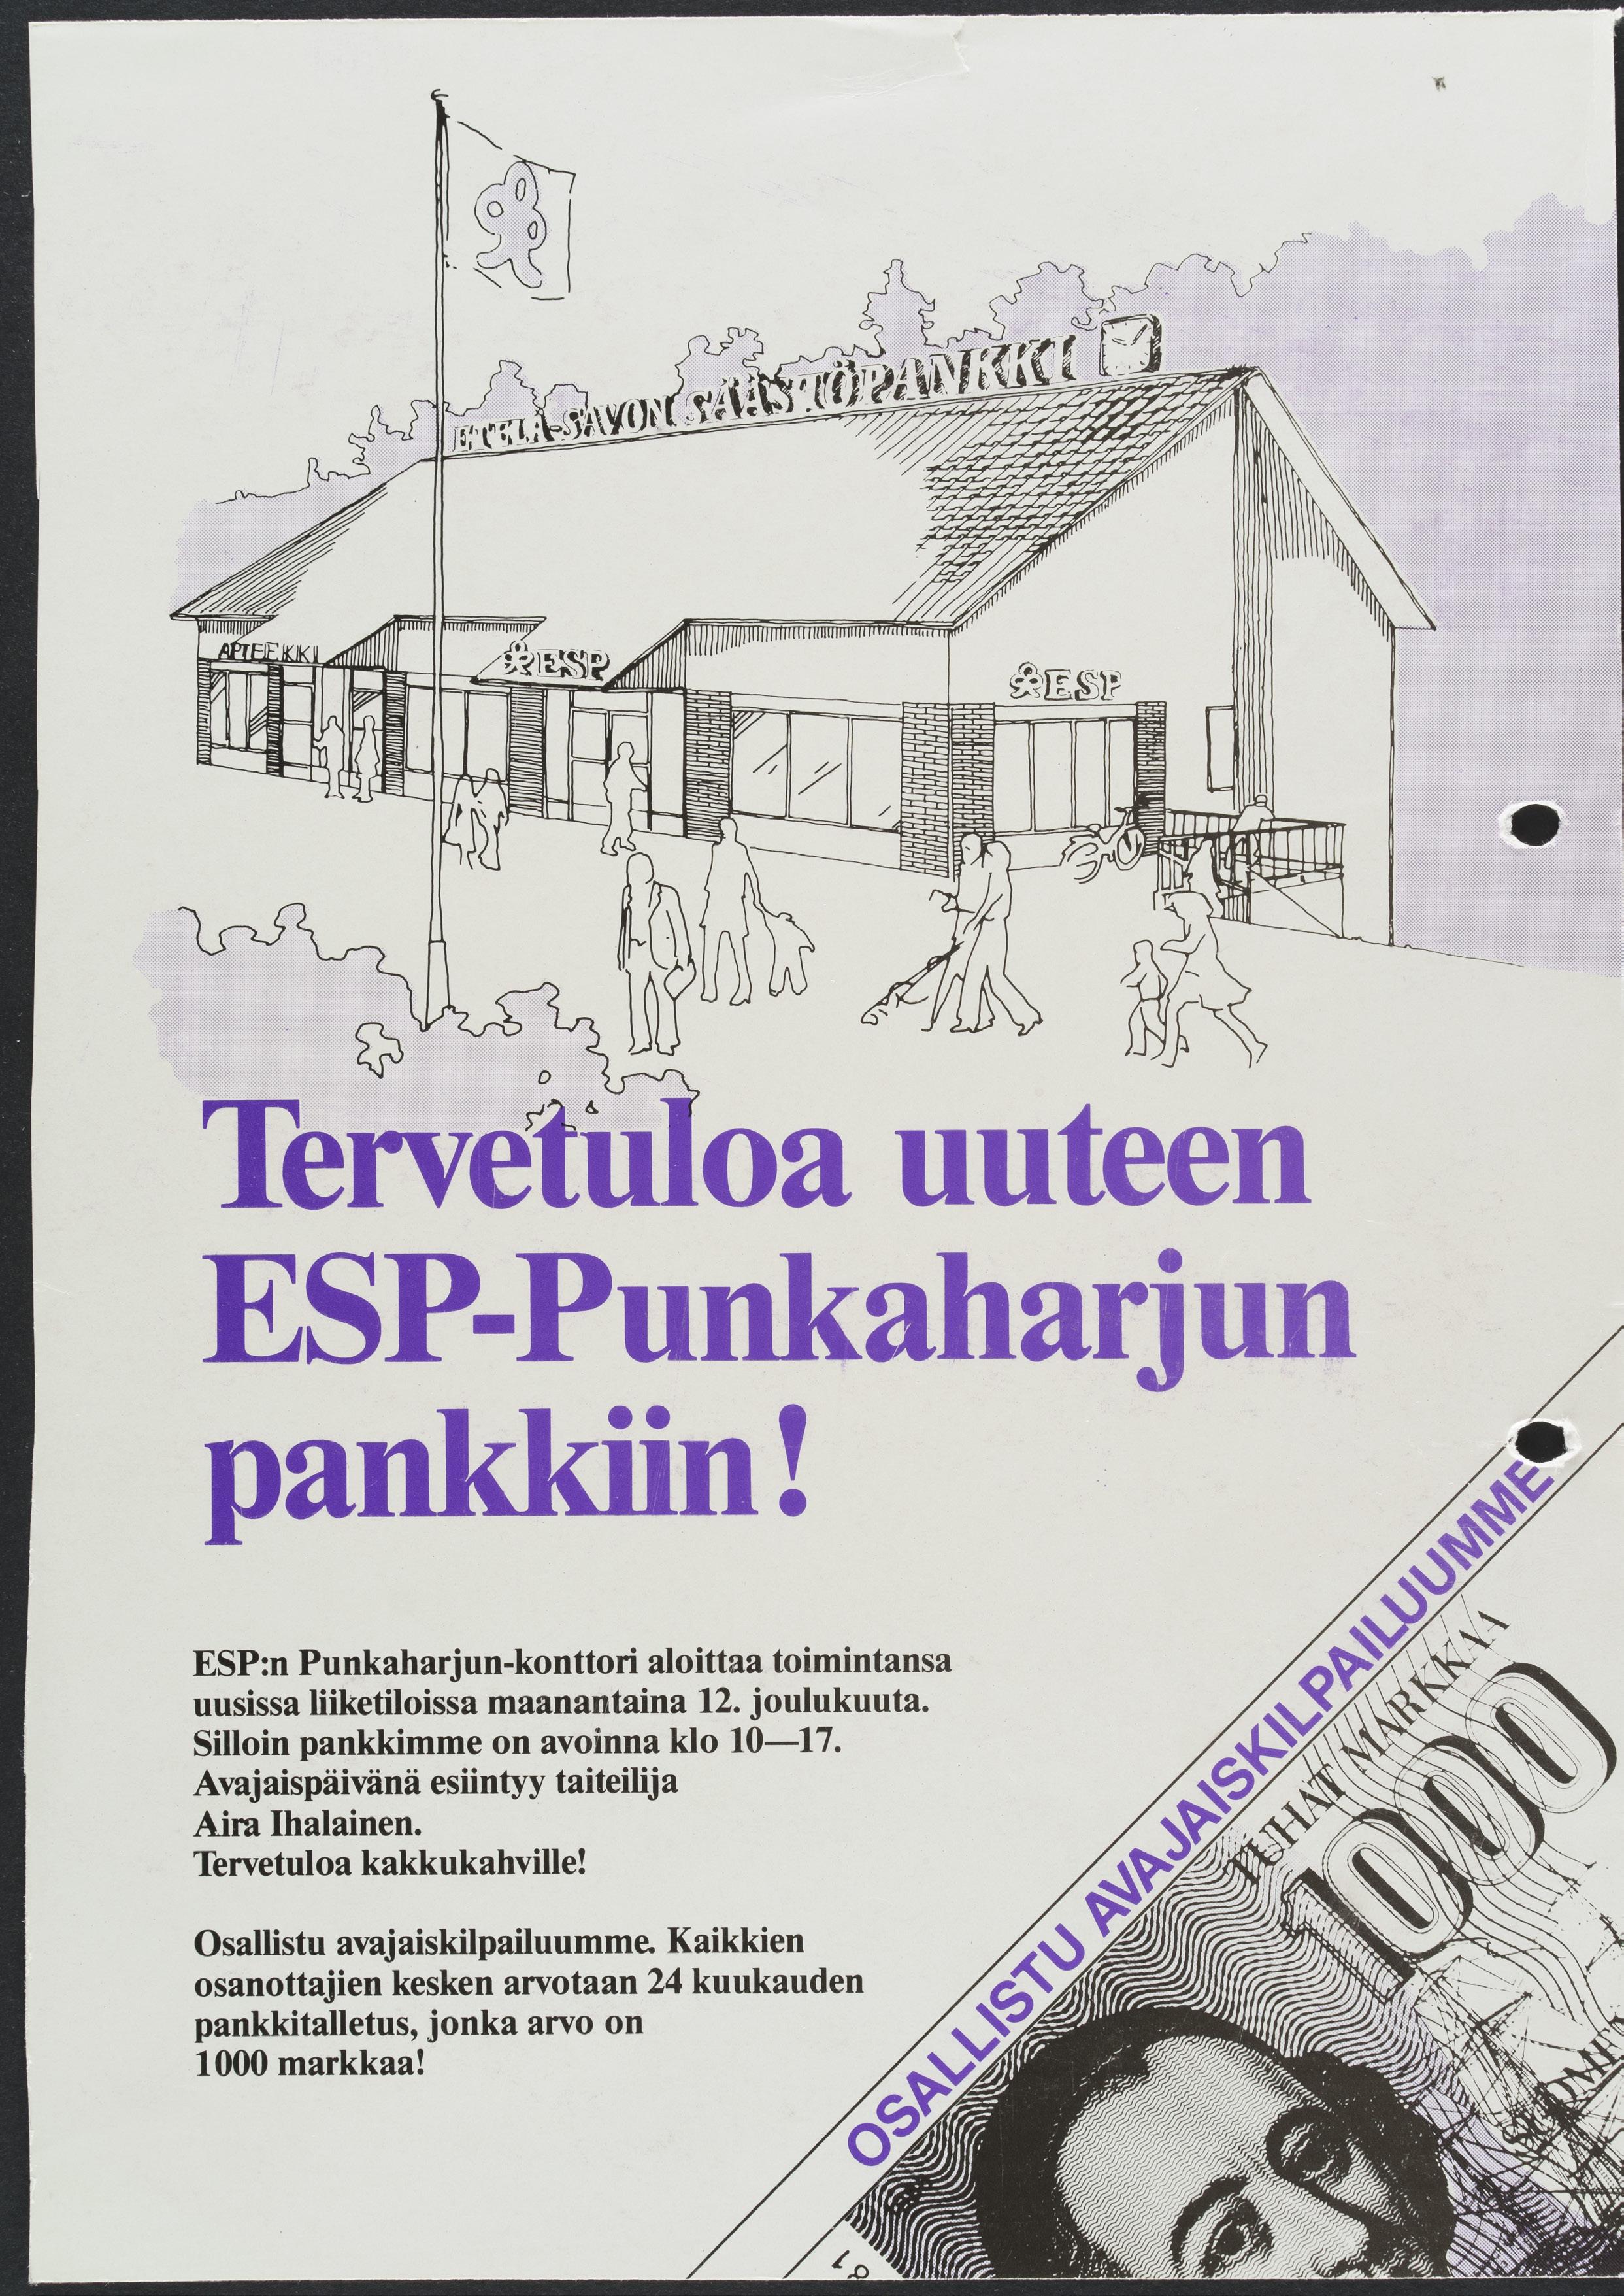 ETELÄ-SAVON SÄÄSTÖPANKKI
APTEEKKI
ESP
ESP
Tervetuloa uuteen
ESP-Punkaharjun
pankkiin!
ESP:n Punkaharjun-konttori aloittaa toimintansa
uusissa liiketiloissa maanantaina 12. joulukuuta.
Silloin pankkimme on avoinna klo 10—17.
Avajaispäivänä esiintyy taiteilija
Aira Ihalainen.
Tervetuloa kakkukahville!
Osallistu avajaiskilpailuumme. Kaikkien
osanottajien kesken arvotaan 24 kuukauden
pankkitalletus, jonka arvo on
1000 markkaa!
OSALLISTU AVAJAISKILPAILUUMME
TUHAT MARKKAA
1000